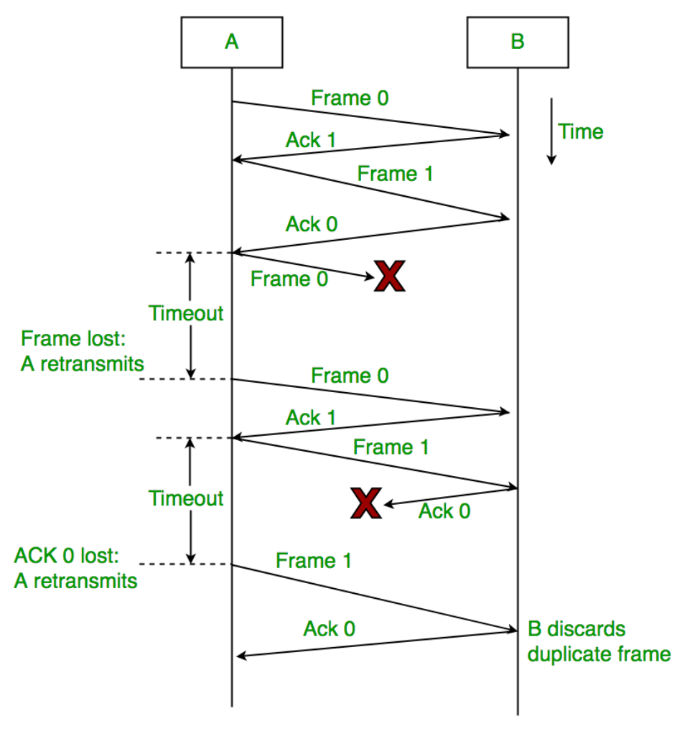 A
B
Frame 0
Time
Ack 1
Frame 1
Ack 0
Frame 0
X
Timeout
Frame lost:
A retransmits
Frame 0
Ack 1
Frame 1
Timeout
X
Ack 0
ACK 0 lost:
A retransmits
Frame 1
Ack 0
B discards
duplicate frame